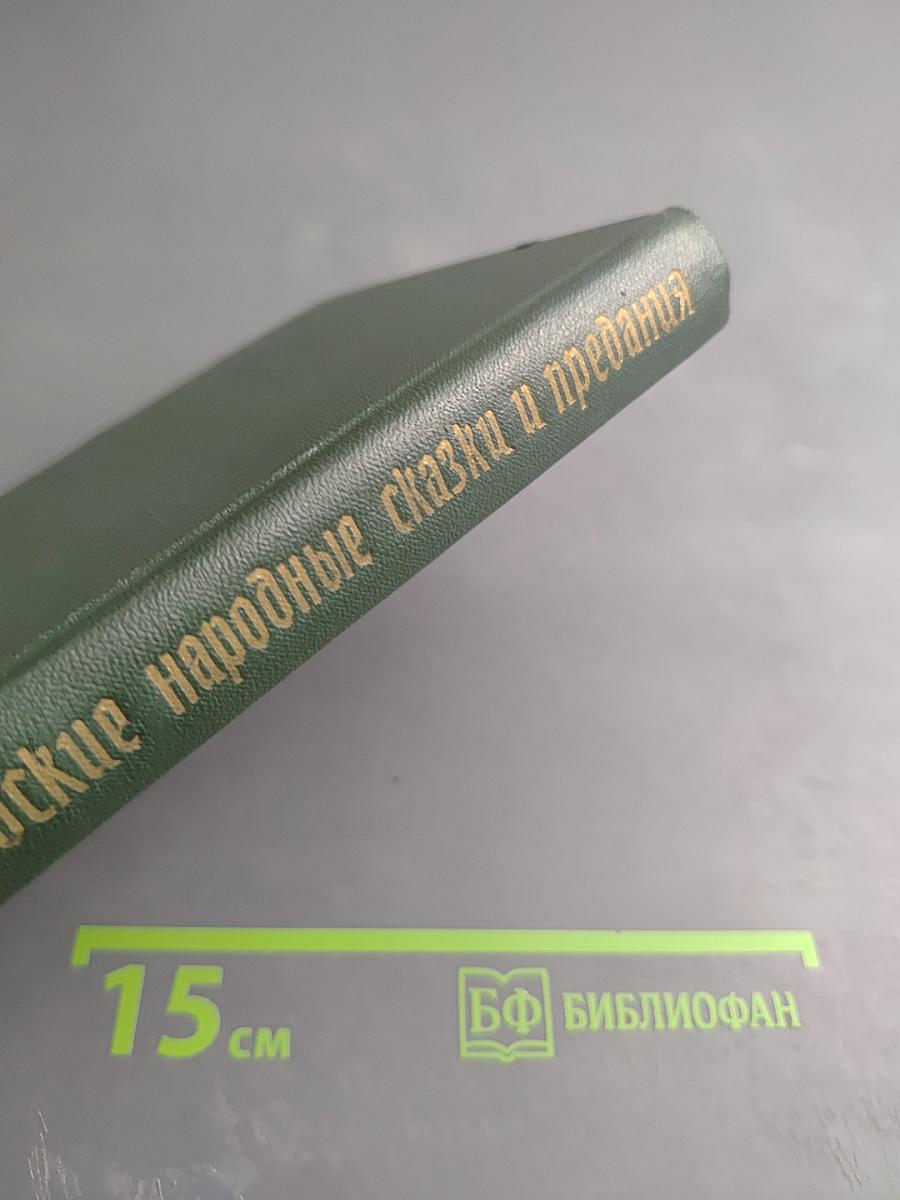 ские народные сказки и предания
15 см
БФ БИБЛИОФАН